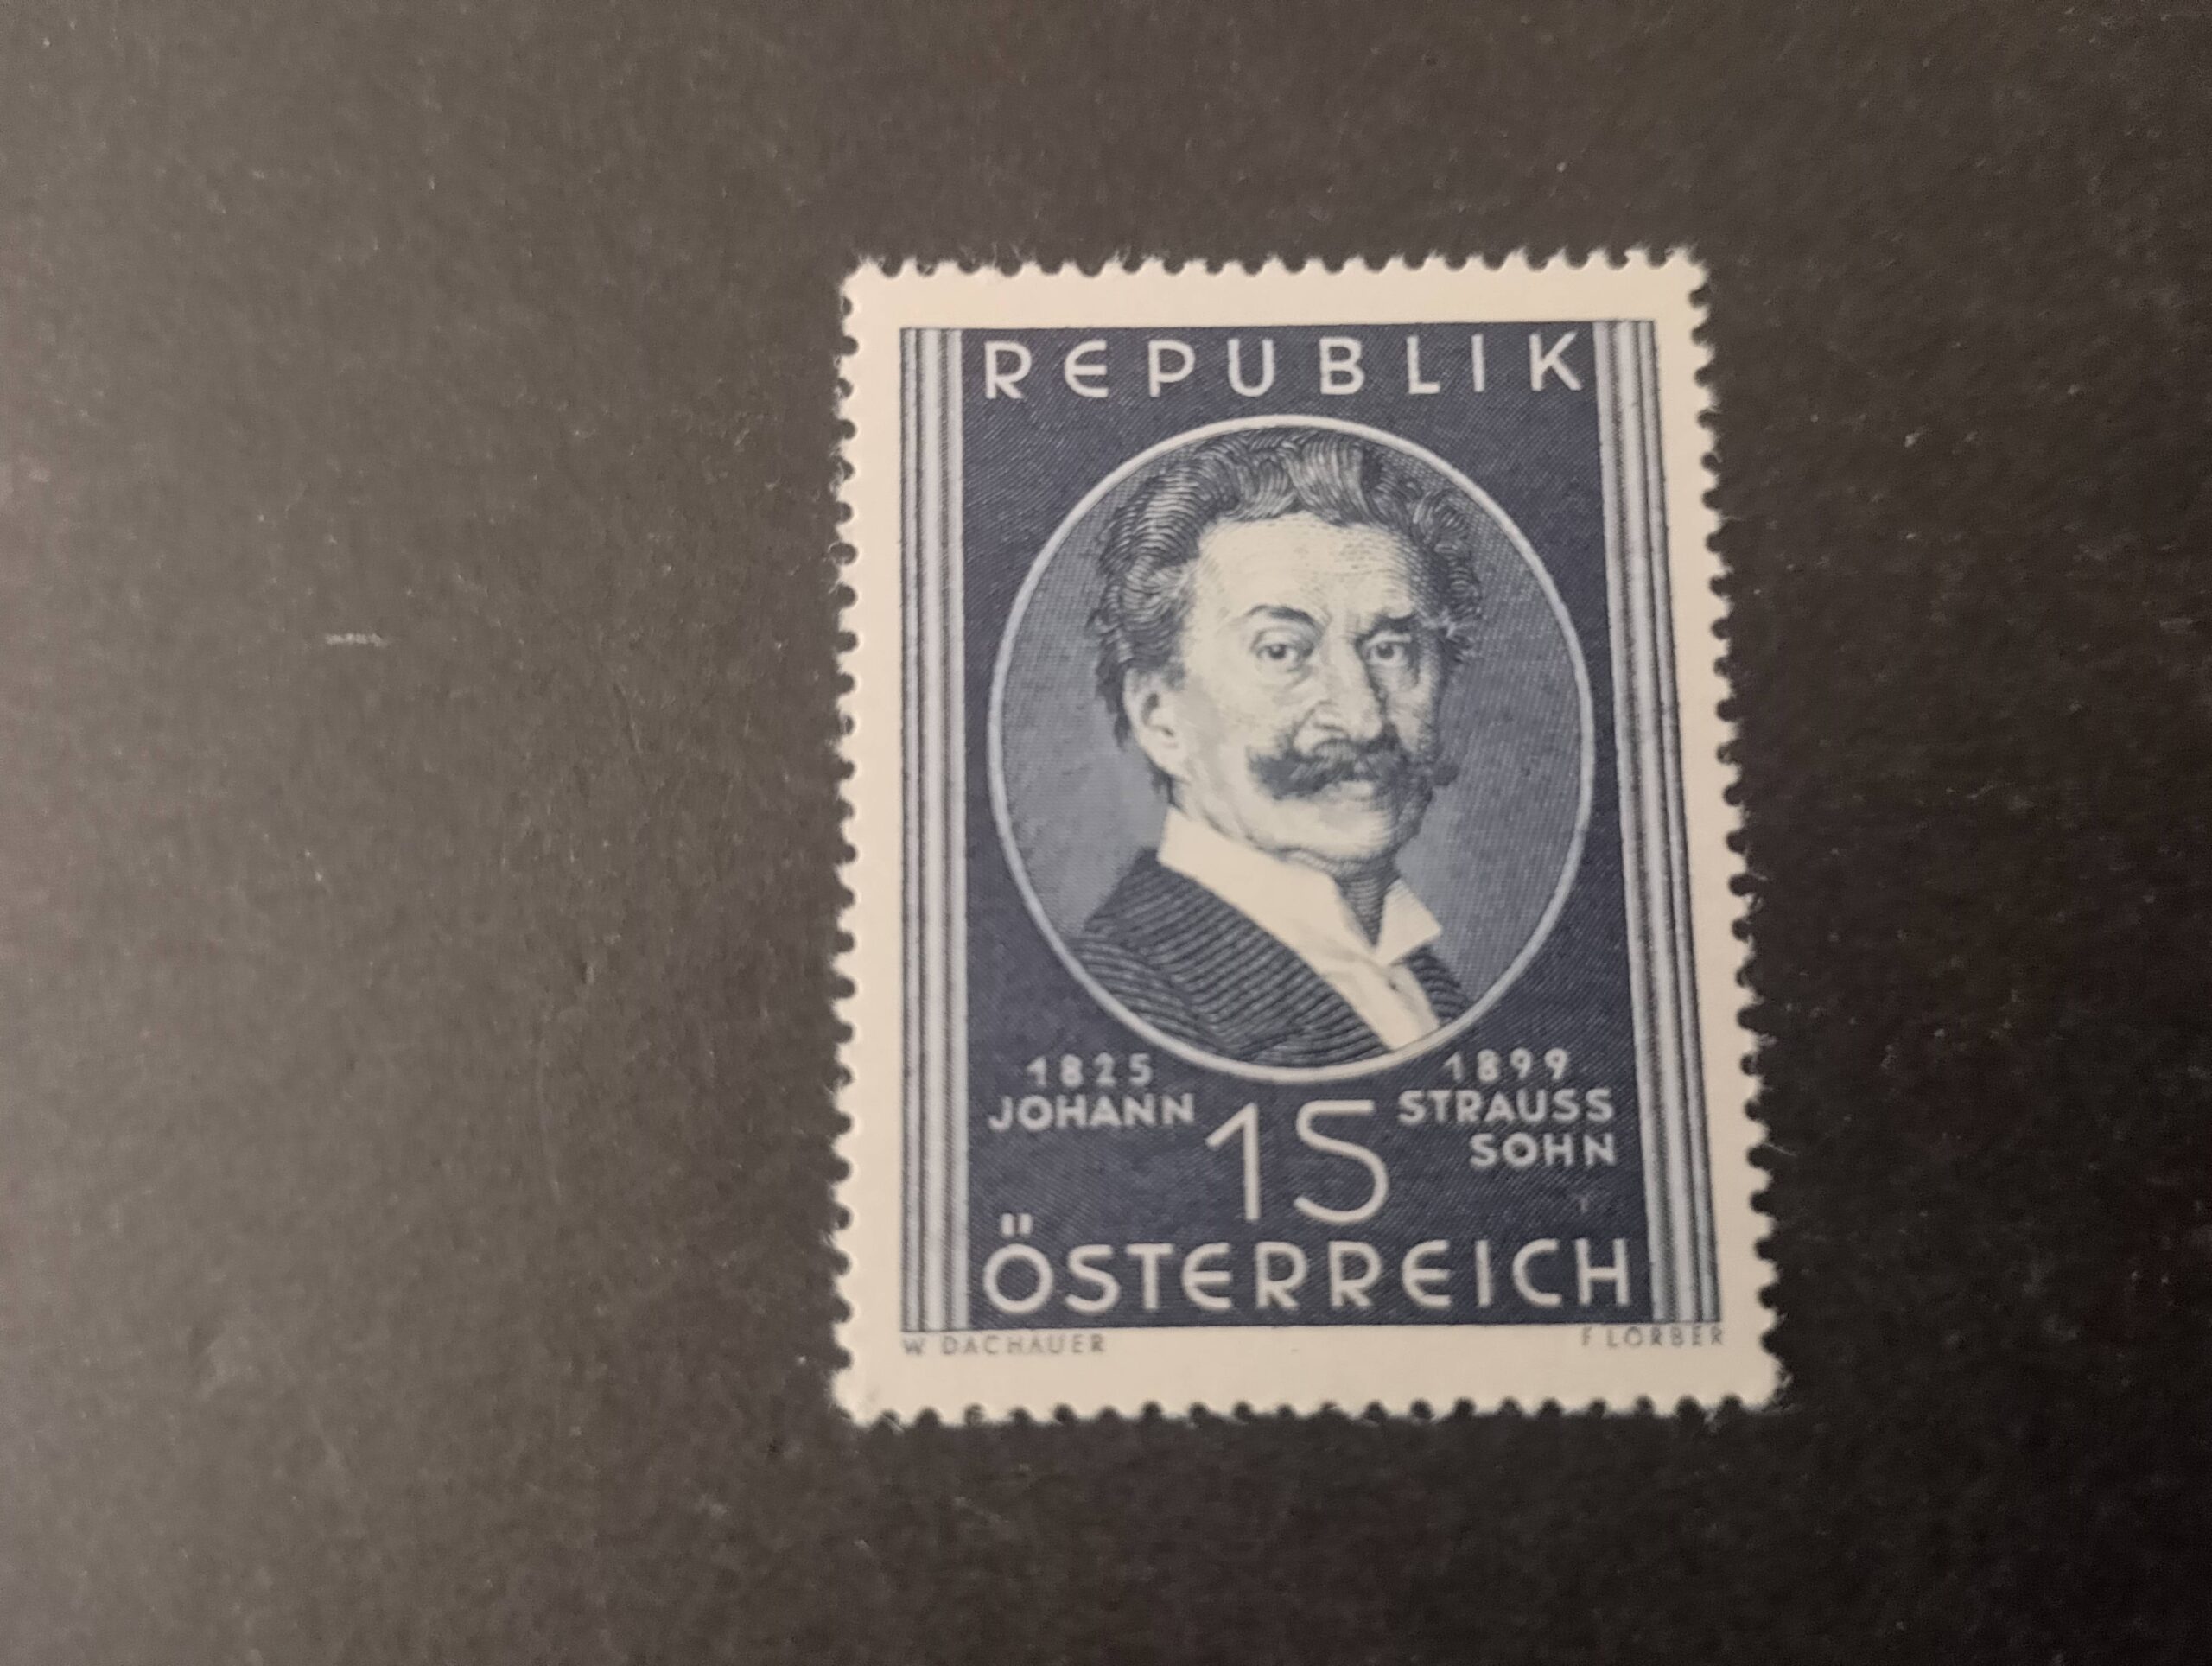 REPUBLIK
1825 1899
JOHANN STRAUSS
1S SOHN
ÖSTERREICH
W. DACHAUER F. LORBER